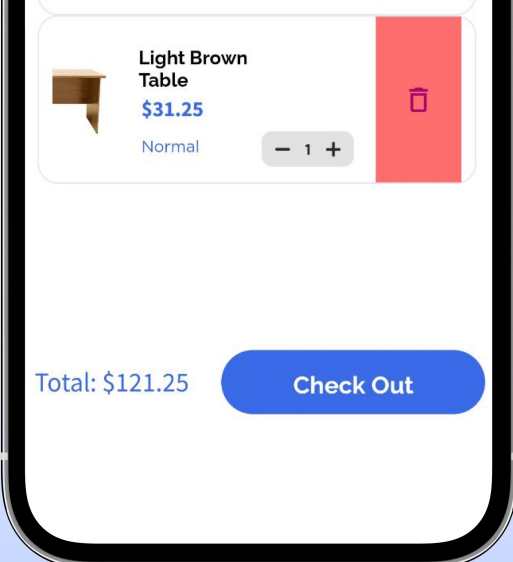 Light Brown
Table
$31.25
Normal
− 1 +
Total: $121.25
Check Out